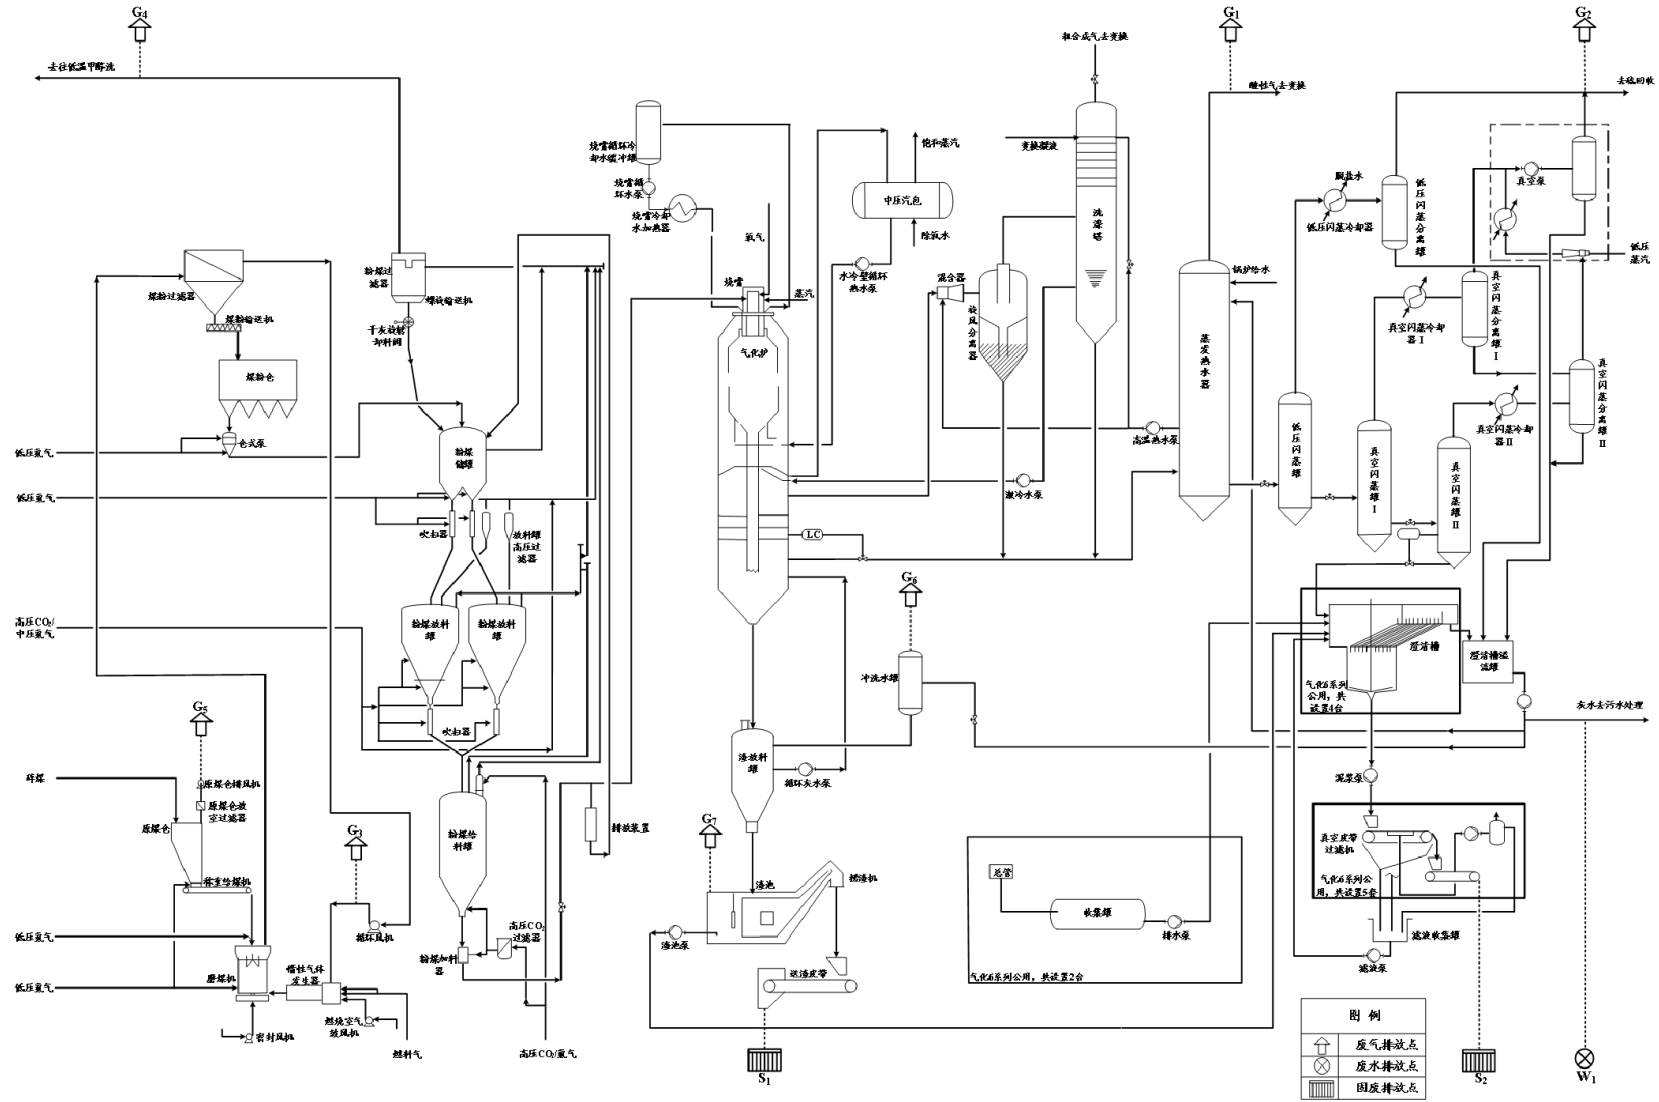 G4
G1
G2
粗合成气去变换
去往低温甲醇洗
酸性气去变换
去硫回收
烧嘴循环冷
却水缓冲罐
饱和蒸汽
变换凝液
脱盐水
真空泵
烧嘴循
环水泵
低压闪蒸分离罐
中压汽包
烧嘴冷却
水加热器
洗涤塔
低压闪蒸冷却器
氧气
除氧水
低压
蒸汽
粉煤过
滤器
水冷壁循环
热水泵
混合器
锅炉给水
烧嘴
蒸汽
煤粉过滤器
螺旋输送机
旋风分离器
真空闪蒸分离罐Ⅰ
煤粉输送机
干灰放射
却料阀
真空闪蒸冷却
器Ⅰ
气化炉
蒸发热水器
煤粉仓
真空闪蒸分离罐Ⅱ
仓式泵
高温热水泵
低压闪蒸罐
真空闪蒸冷却
器Ⅱ
低压氮气
粉煤
储罐
真空闪蒸罐Ⅰ
真空闪蒸罐Ⅱ
低压氮气
激冷水泵
吹扫器
放料罐
高压过
滤器
LC
G6
高压CO2/
中压氮气
粉煤放料
罐
粉煤放料
罐
澄清槽
澄清槽溢
流罐
冲洗水罐
气化6系列
公用，共
设置4台
G5
灰水去污水处理
吹扫器
渣放料
罐
碎煤
原煤仓排风机
循环灰水泵
泥浆泵
原煤仓放
空过滤器
原煤仓
G3
粉煤给
料罐
排放装置
G7
真空皮带
过滤机
称重给煤机
渣池
捞渣机
总管
气化6系列公
用，共设置5套
收集罐
低压氮气
循环风机
高压CO2
过滤器
渣池泵
排水泵
滤液收集罐
粉煤加料
器
滤液泵
磨煤机
惰性气体
发生器
送渣皮带
气化6系列公用，共设置2台
低压氮气
燃烧空气
鼓风机
密封风机
燃料气
高压CO2/氮气
图 例
废气排放点
废水排放点
固废排放点
S1
S2
W1